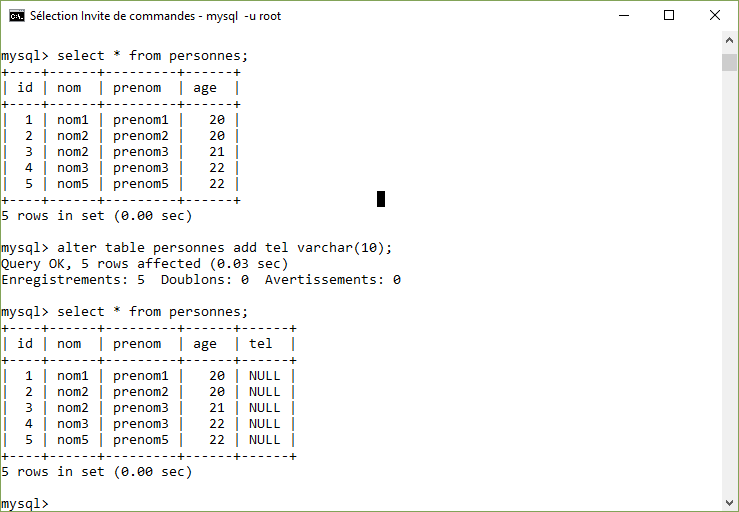 Sélection Invite de commandes - mysql  -u root
mysql> select * from personnes;
+----+------+---------+------+
| id | nom  | prenom  | age  |
+----+------+---------+------+
|  1 | nom1 | prenom1 |   20 |
|  2 | nom2 | prenom2 |   20 |
|  3 | nom2 | prenom3 |   21 |
|  4 | nom3 | prenom3 |   22 |
|  5 | nom5 | prenom5 |   22 |
+----+------+---------+------+
5 rows in set (0.00 sec)
mysql> alter table personnes add tel varchar(10);
Query OK, 5 rows affected (0.03 sec)
Enregistrements: 5  Doublons: 0  Avertissements: 0
mysql> select * from personnes;
+----+------+---------+------+------+
| id | nom  | prenom  | age  | tel  |
+----+------+---------+------+------+
|  1 | nom1 | prenom1 |   20 | NULL |
|  2 | nom2 | prenom2 |   20 | NULL |
|  3 | nom2 | prenom3 |   21 | NULL |
|  4 | nom3 | prenom3 |   22 | NULL |
|  5 | nom5 | prenom5 |   22 | NULL |
+----+------+---------+------+------+
5 rows in set (0.00 sec)
mysql>